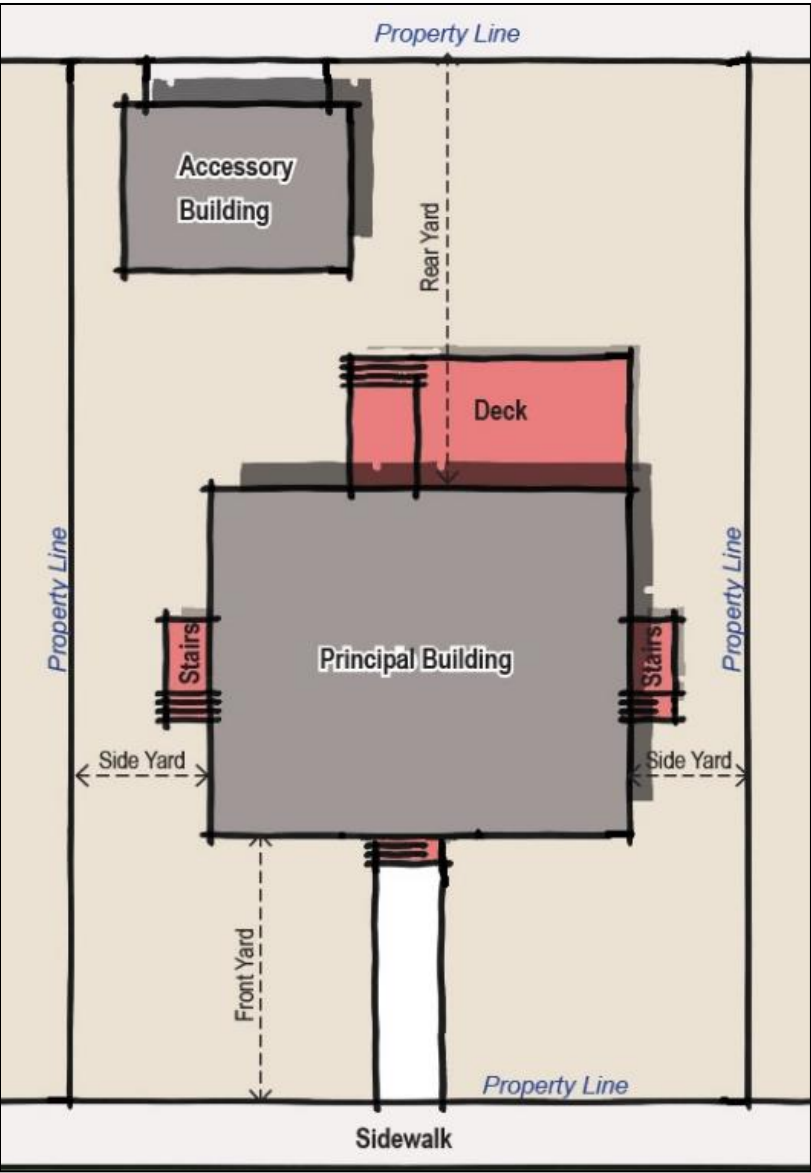 Property Line
Accessory
Building
Rear Yard
Deck
Property Line
Property Line
Stairs
Principal Building
Stairs
Side Yard
Side Yard
Front Yard
Property Line
Sidewalk